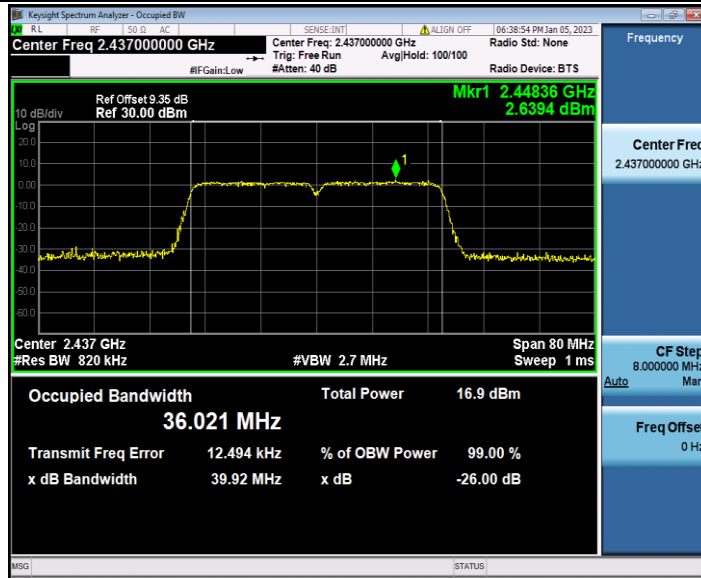 Keysight Spectrum Analyzer - Occupied BW
RL RF 50 Ω AC SENSE:INT ALIGN OFF 06:38:54 PM Jan 05, 2023
Center Freq 2.437000000 GHz
Center Freq: 2.437000000 GHz Radio Std: None
Trig: Free Run Avg|Hold: 100/100
#IFGain:Low #Atten: 40 dB Radio Device: BTS
Mkr1 2.44836 GHz
2.6394 dBm
Ref Offset 9.35 dB
10 dB/div Ref 30.00 dBm
Log
20.0
10.0
0.00
-10.0
-20.0
-30.0
-40.0
-50.0
-60.0
1
Center 2.437 GHz Span 80 MHz
#Res BW 820 kHz #VBW 2.7 MHz Sweep 1 ms
Occupied Bandwidth Total Power 16.9 dBm
36.021 MHz
Transmit Freq Error 12.494 kHz % of OBW Power 99.00 %
x dB Bandwidth 39.92 MHz x dB -26.00 dB
MSG STATUS
Frequency
Center Freq
2.437000000 GHz
CF Step
8.000000 MHz
Auto Man
Freq Offset
0 Hz